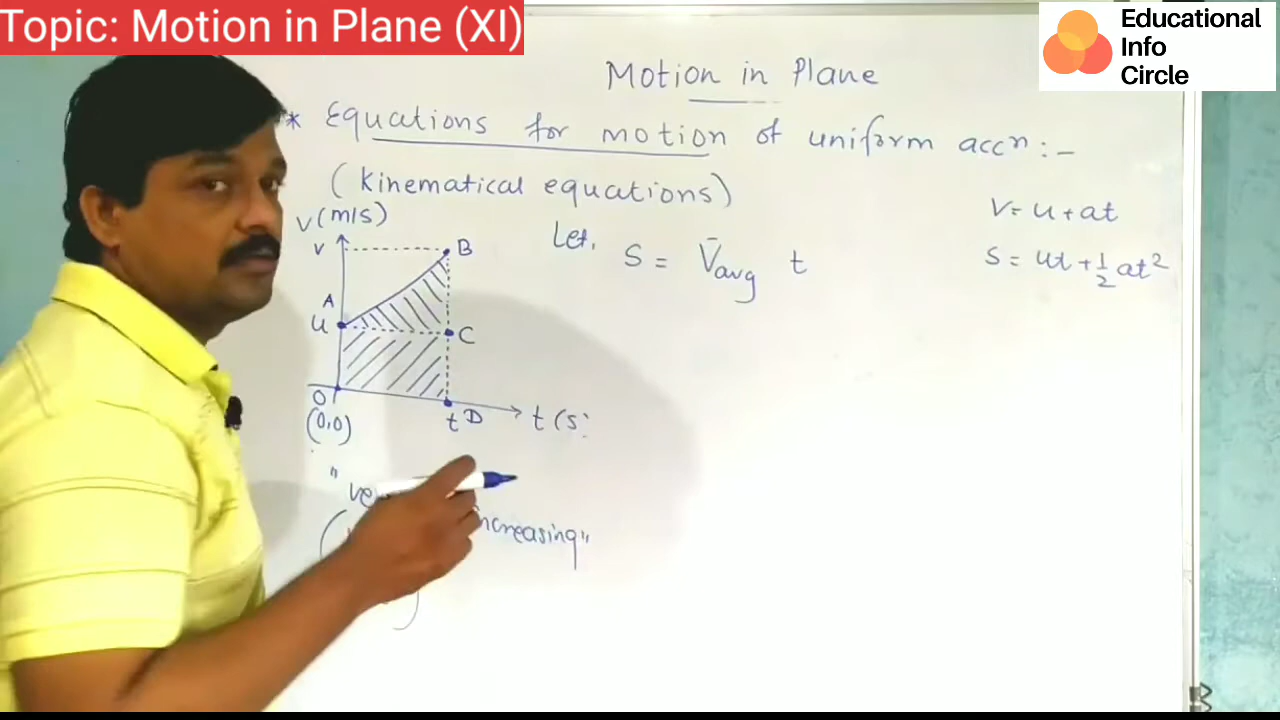 Topic: Motion in Plane (XI)
Educational
Info
Circle
Motion in Plane
* Equations for motion of uniform accn:-
(Kinematical equations)
V(m/s)
V
B
A
u
C
O
(0,0)
t D
t (s)
Let, S = V̄avg t
V = u + at
S = ut + 1/2 at²
increasing"